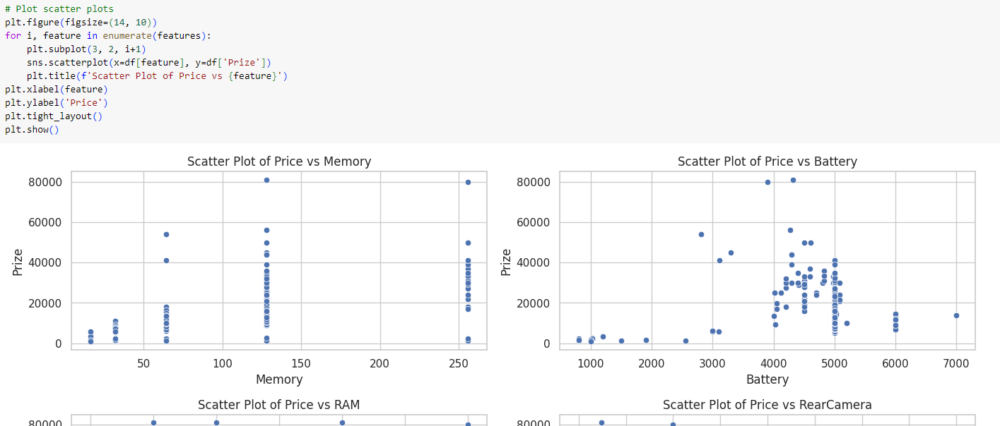 # Plot scatter plots
plt.figure(figsize=(14, 10))
for i, feature in enumerate(features):
    plt.subplot(3, 2, i+1)
    sns.scatterplot(x=df[feature], y=df['Prize'])
    plt.title(f'Scatter Plot of Price vs {feature}')
plt.xlabel(feature)
plt.ylabel('Price')
plt.tight_layout()
plt.show()
Scatter Plot of Price vs Memory
80000
60000
40000
20000
0
Prize
50 100 150 200 250
Memory
Scatter Plot of Price vs Battery
80000
60000
40000
20000
0
Prize
1000 2000 3000 4000 5000 6000 7000
Battery
Scatter Plot of Price vs RAM
80000
Scatter Plot of Price vs RearCamera
80000